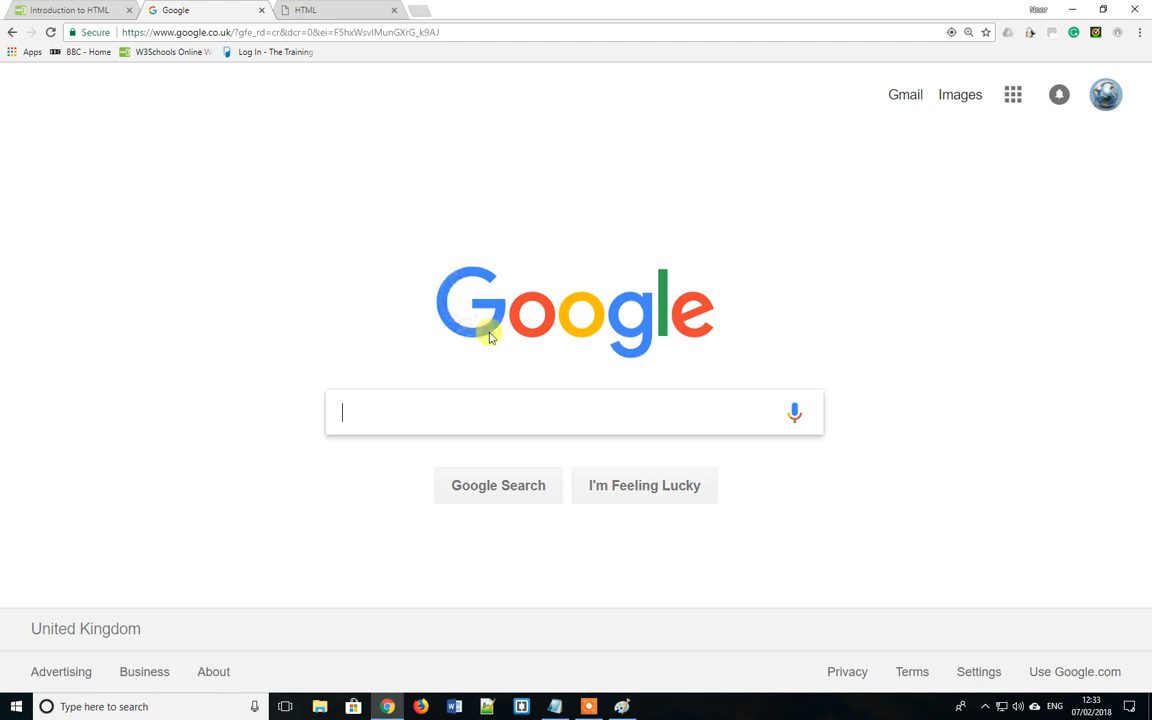 Introduction to HTML
Google
HTML
Noor
Secure
https://www.google.co.uk/?gfe_rd=cr&dcr=0&ei=F5hxWsvIMunGXrG_k9AJ
Apps
BBC - Home
W3Schools Online W
Log In - The Training
Gmail
Images
Google
Google Search
I'm Feeling Lucky
United Kingdom
Advertising
Business
About
Privacy
Terms
Settings
Use Google.com
Type here to search
ENG
12:33
07/02/2018